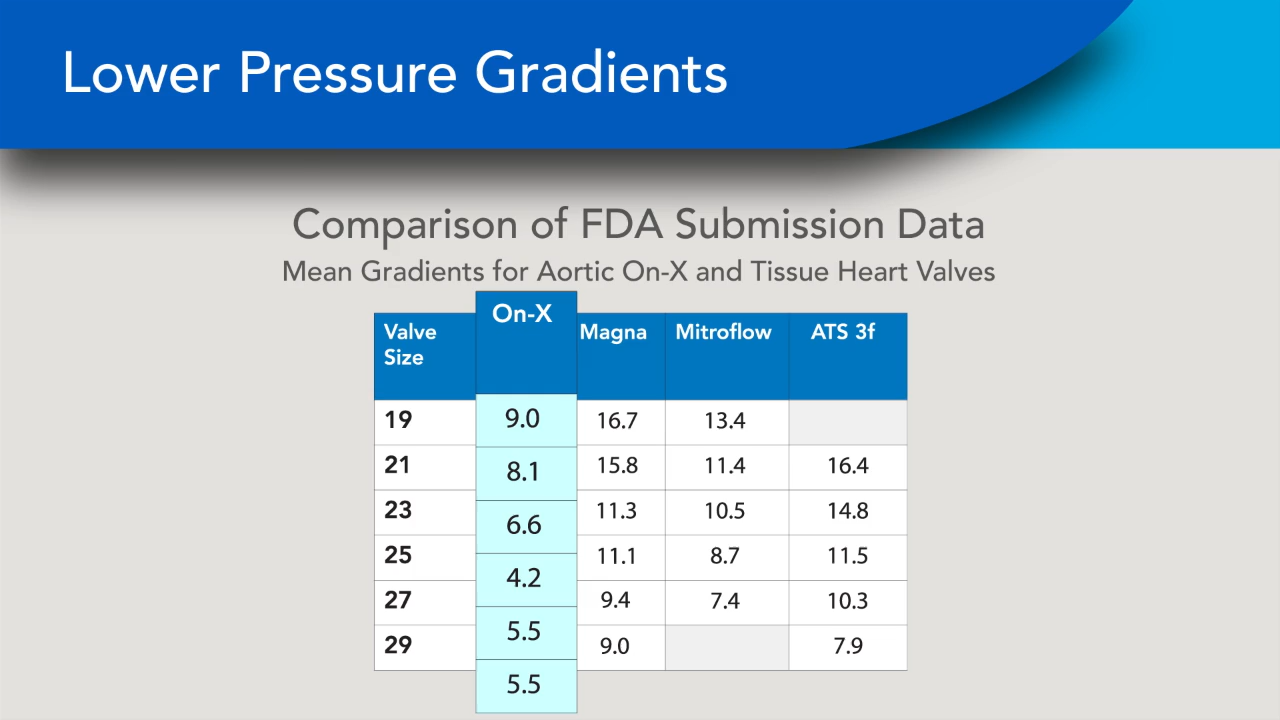 Lower Pressure Gradients
Comparison of FDA Submission Data
Mean Gradients for Aortic On-X and Tissue Heart Valves
Valve Size On-X Magna Mitroflow ATS 3f
19 9.0 16.7 13.4
21 8.1 15.8 11.4 16.4
23 6.6 11.3 10.5 14.8
25 4.2 11.1 8.7 11.5
27 5.5 9.4 7.4 10.3
29 5.5 9.0 7.9